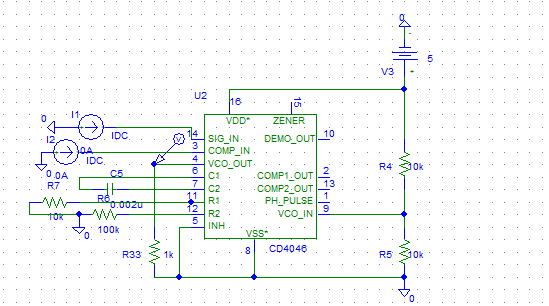 0
-
5
V3
+
U2
16
15
VDD*
ZENER
I1
0
IDC
14
SIG_IN
DEMO_OUT
10
I2
0A
3
COMP_IN
IDC
4
VCO_OUT
0
0A
C5
6
C1
COMP1_OUT
2
R4
10k
7
C2
COMP2_OUT
13
R7
R6
0.002u
11
R1
PH_PULSE
1
10k
12
R2
VCO_IN
9
100k
5
INH
0
VSS*
R33
1k
8
CD4046
R5
10k
0